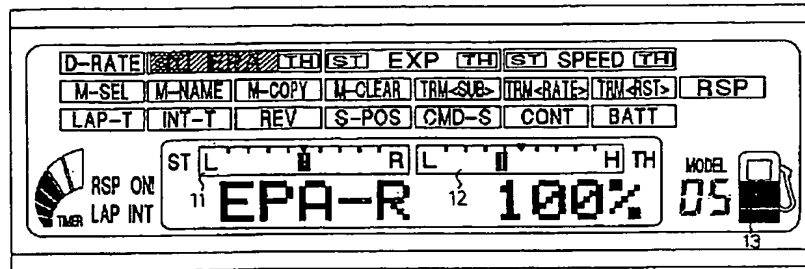 D-RATE TH ST EXP TH ST SPEED TH
M-SEL M-NAME M-COPY M-CLEAR TRM<SUB> TRM<RATE> TRM<RST> RSP
LAP-T INT-T REV S-POS CMD-S CONT BATT
ST L R L H TH
RSP ON!
LAP INT
TIMER
11 12
EPA-R 100%
MODEL
05
13